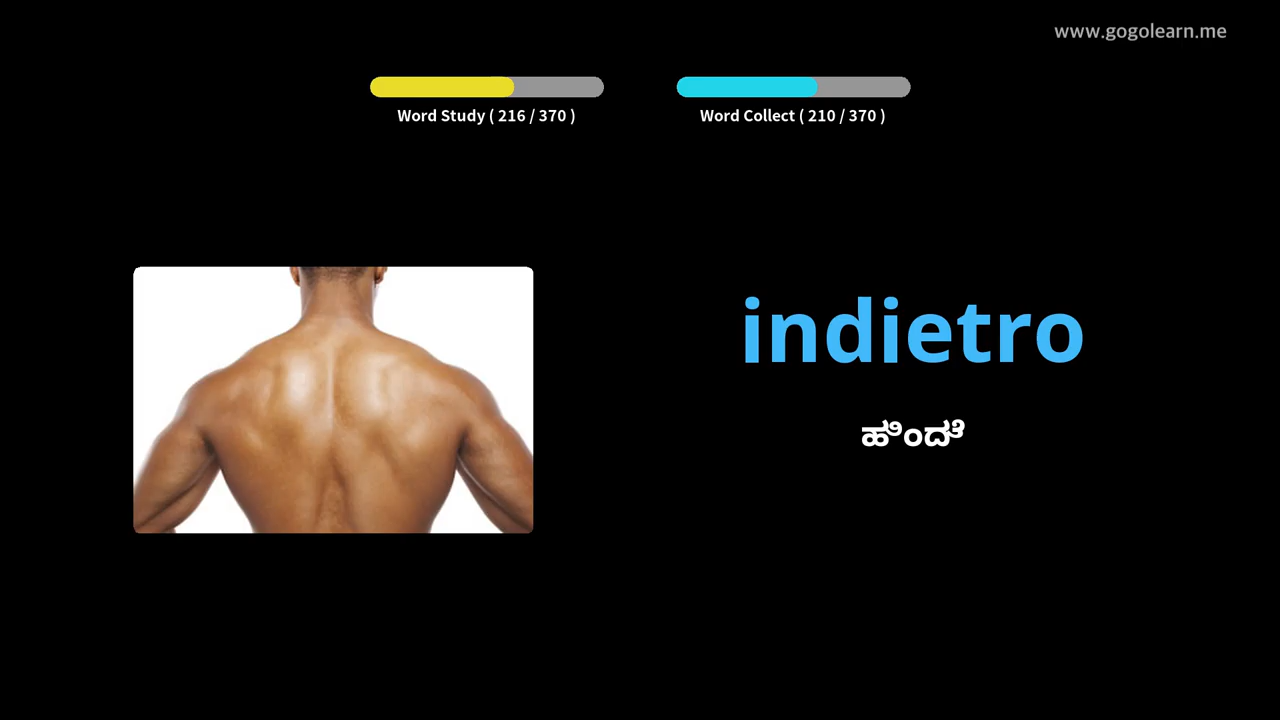 www.gogolearn.me
Word Study ( 216 / 370 )
Word Collect ( 210 / 370 )
indietro
ಹಿಂದೆ